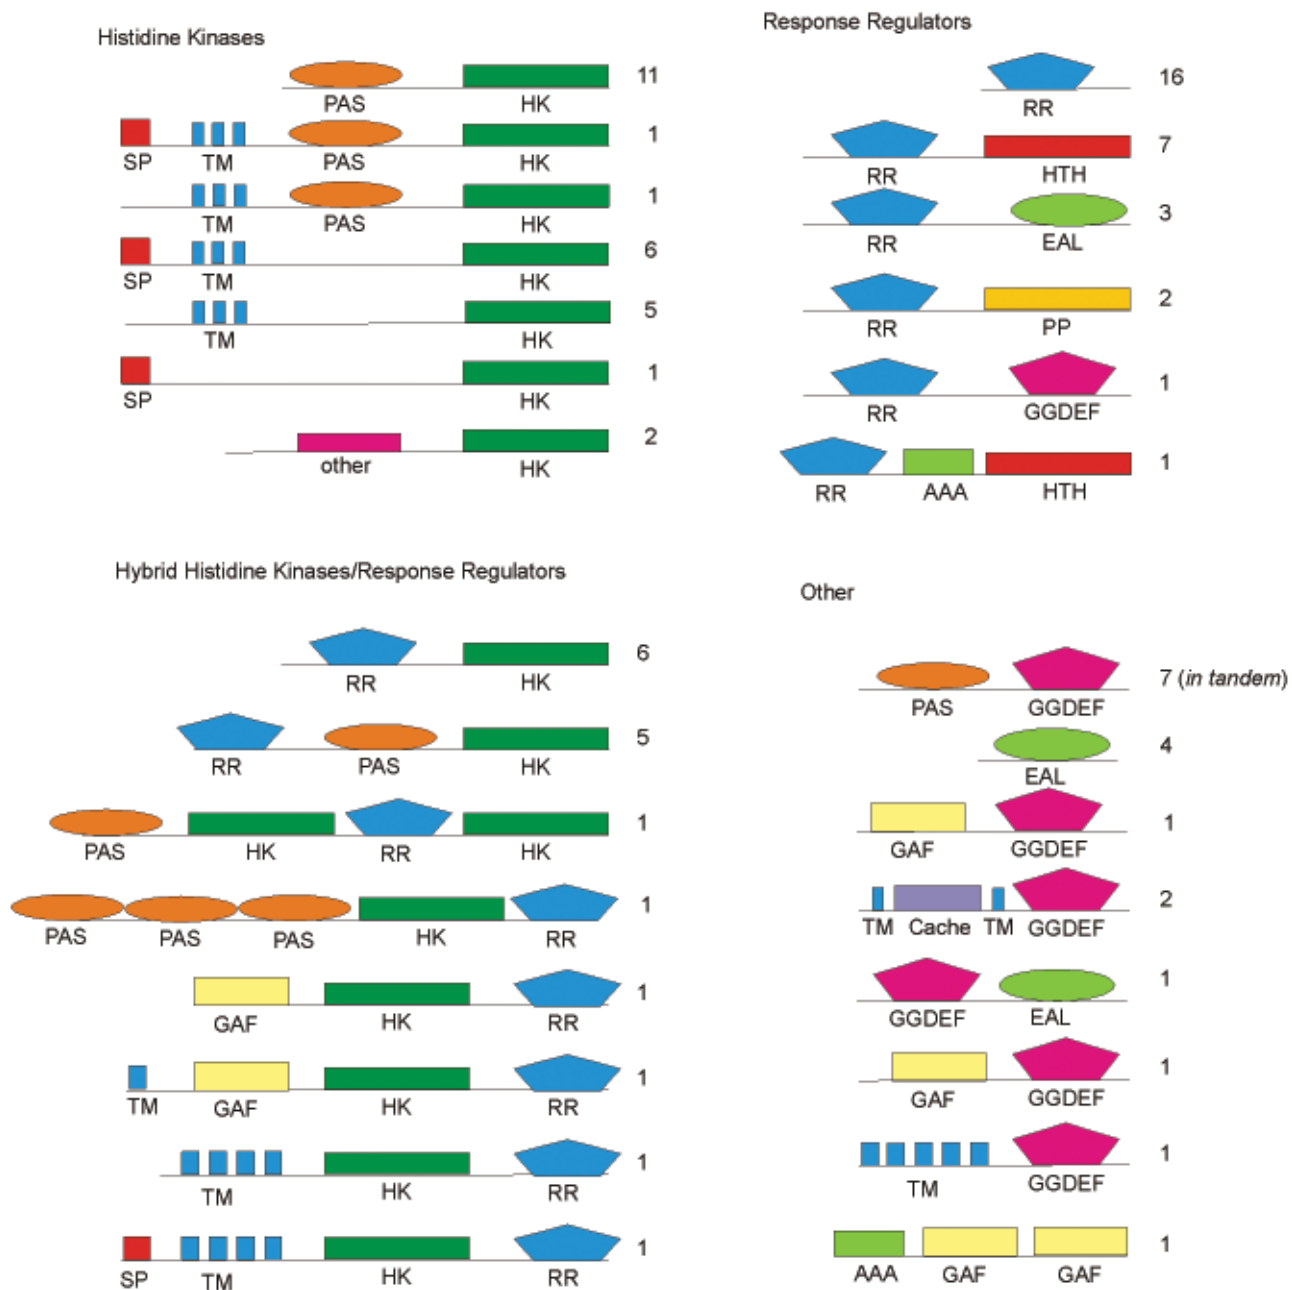 Histidine Kinases
11
PAS HK
1
SP TM PAS HK
1
TM PAS HK
6
SP TM HK
5
TM HK
1
SP HK
2
other HK
Response Regulators
16
RR
7
RR HTH
3
RR EAL
2
RR PP
1
RR GGDEF
1
RR AAA HTH
Hybrid Histidine Kinases/Response Regulators
6
RR HK
5
RR PAS HK
1
PAS HK RR HK
1
PAS PAS PAS HK RR
1
GAF HK RR
1
TM GAF HK RR
1
TM HK RR
1
SP TM HK RR
Other
7 (in tandem)
PAS GGDEF
4
EAL
1
GAF GGDEF
2
TM Cache TM GGDEF
1
GGDEF EAL
1
GAF GGDEF
1
TM GGDEF
1
AAA GAF GAF